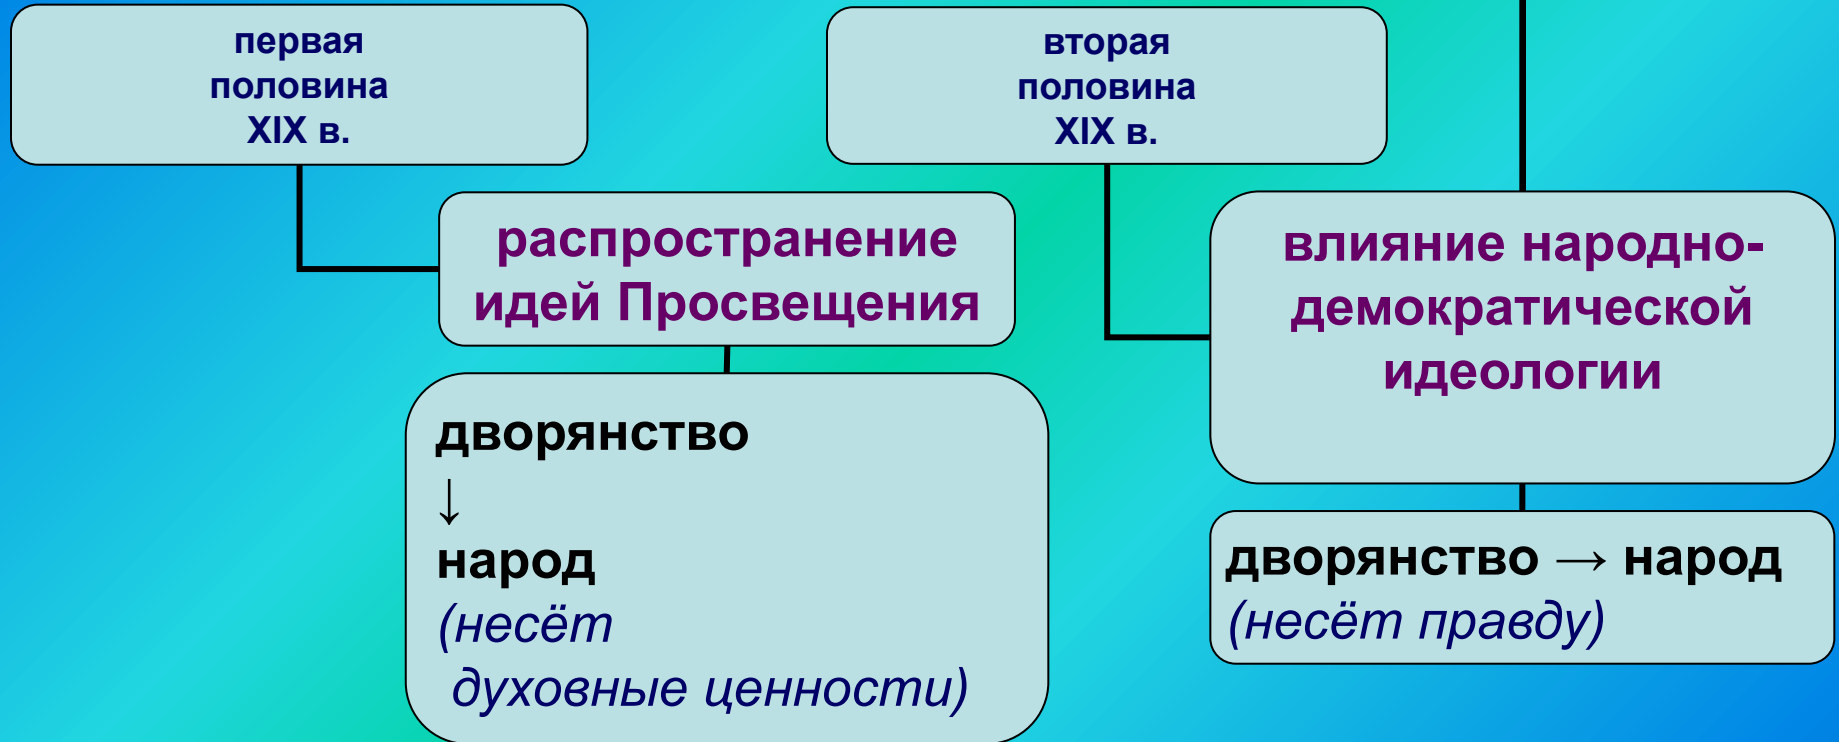 первая
половина
XIX в.
распространение
идей Просвещения
дворянство
↓
народ
(несёт
духовные ценности)
вторая
половина
XIX в.
влияние народно-
демократической
идеологии
дворянство → народ
(несёт правду)